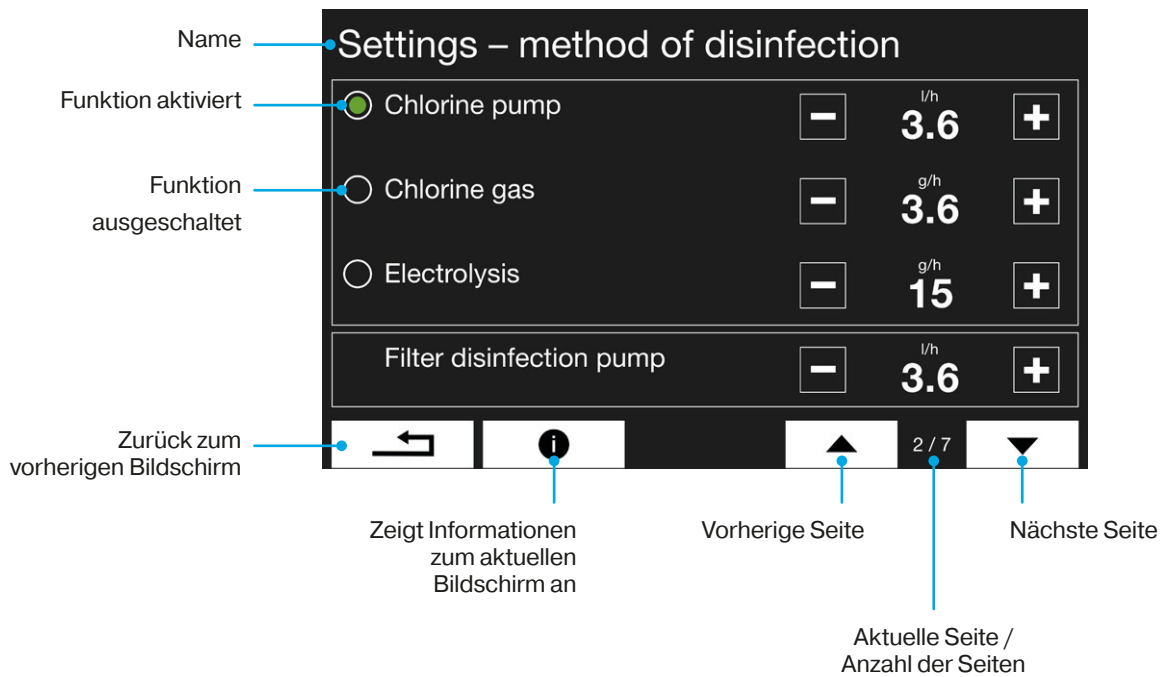 Name
Settings – method of disinfection
Funktion aktiviert
Chlorine pump
l/h
3.6
Funktion
ausgeschaltet
Chlorine gas
g/h
3.6
Electrolysis
g/h
15
Filter disinfection pump
l/h
3.6
Zurück zum
vorherigen Bildschirm
2 / 7
Zeigt Informationen
zum aktuellen
Bildschirm an
Vorherige Seite
Nächste Seite
Aktuelle Seite /
Anzahl der Seiten